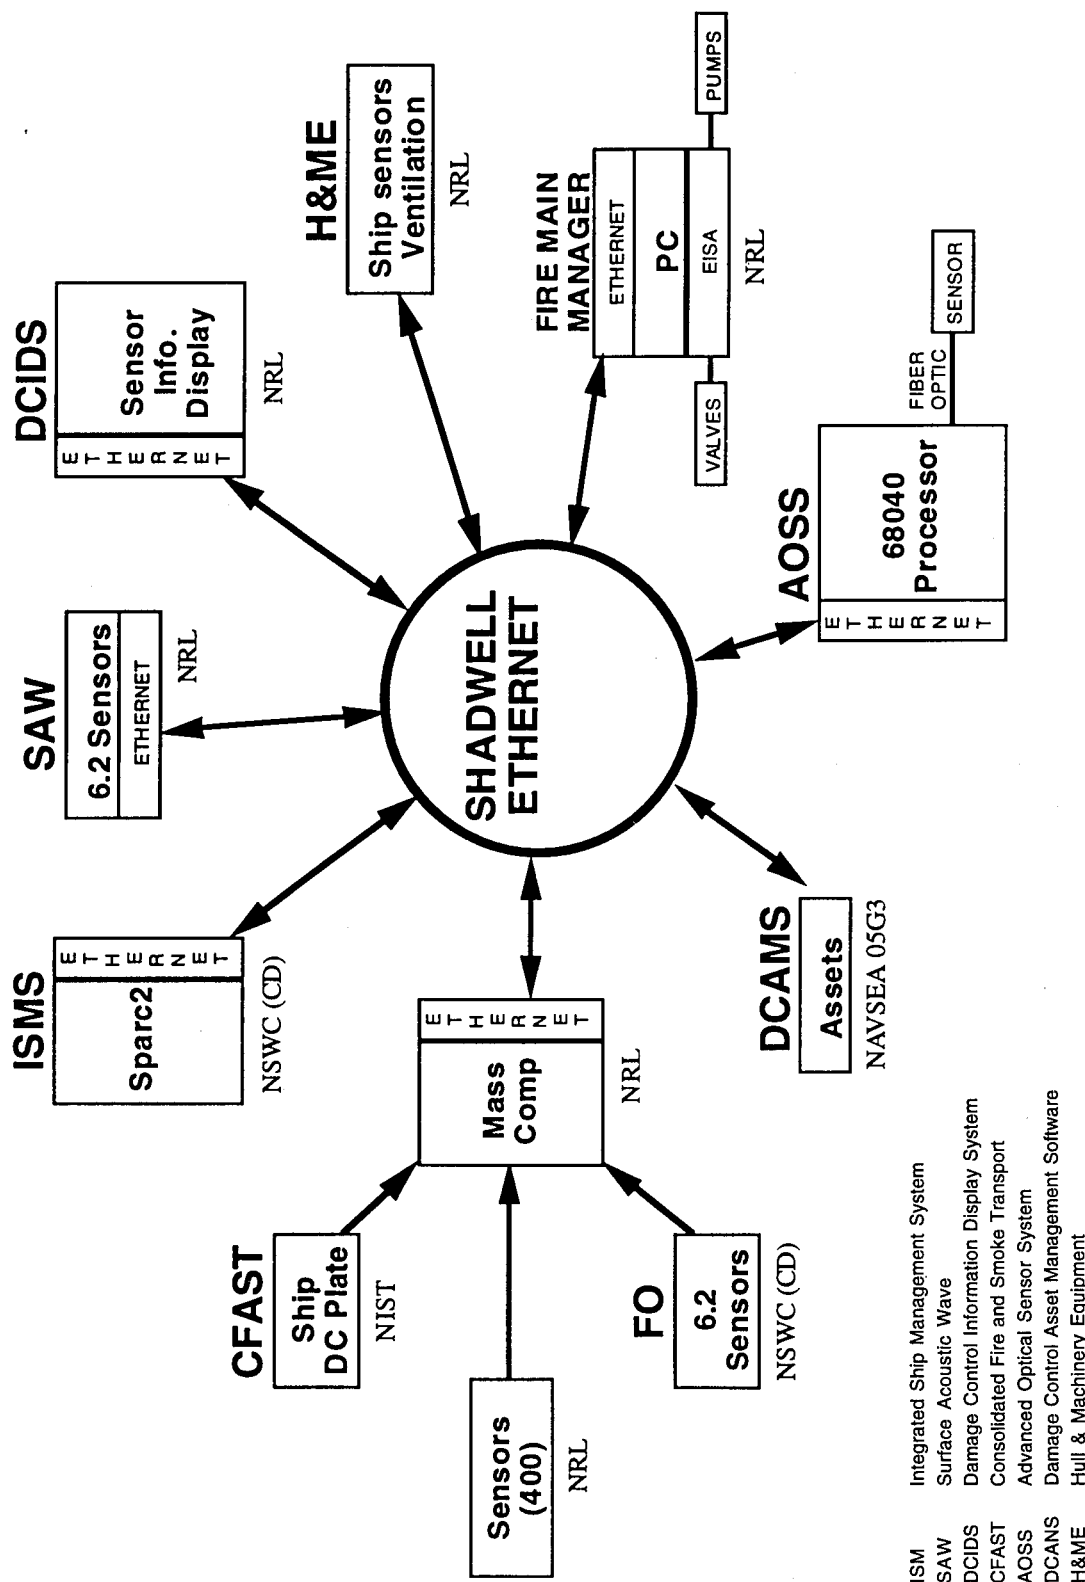 ISMS
Sparc2
ETHERNET
NSWC (CD)
SAW
6.2 Sensors
ETHERNET
NRL
DCIDS
ETHERNET
Sensor
Info.
Display
NRL
H&ME
Ship sensors
Ventilation
NRL
CFAST
Ship
DC Plate
NIST
Sensors
(400)
NRL
FO
6.2
Sensors
NSWC (CD)
Mass
Comp
ETHERNET
NRL
SHADWELL
ETHERNET
FIRE MAIN
MANAGER
ETHERNET
PC
EISA
NRL
VALVES
PUMPS
DCAMS
Assets
NAVSEA 05G3
AOSS
ETHERNET
68040
Processor
FIBER
OPTIC
SENSOR
ISM Integrated Ship Management System
SAW Surface Acoustic Wave
DCIDS Damage Control Information Display System
CFAST Consolidated Fire and Smoke Transport
AOSS Advanced Optical Sensor System
DCANS Damage Control Asset Management Software
H&ME Hull & Machinery Equipment